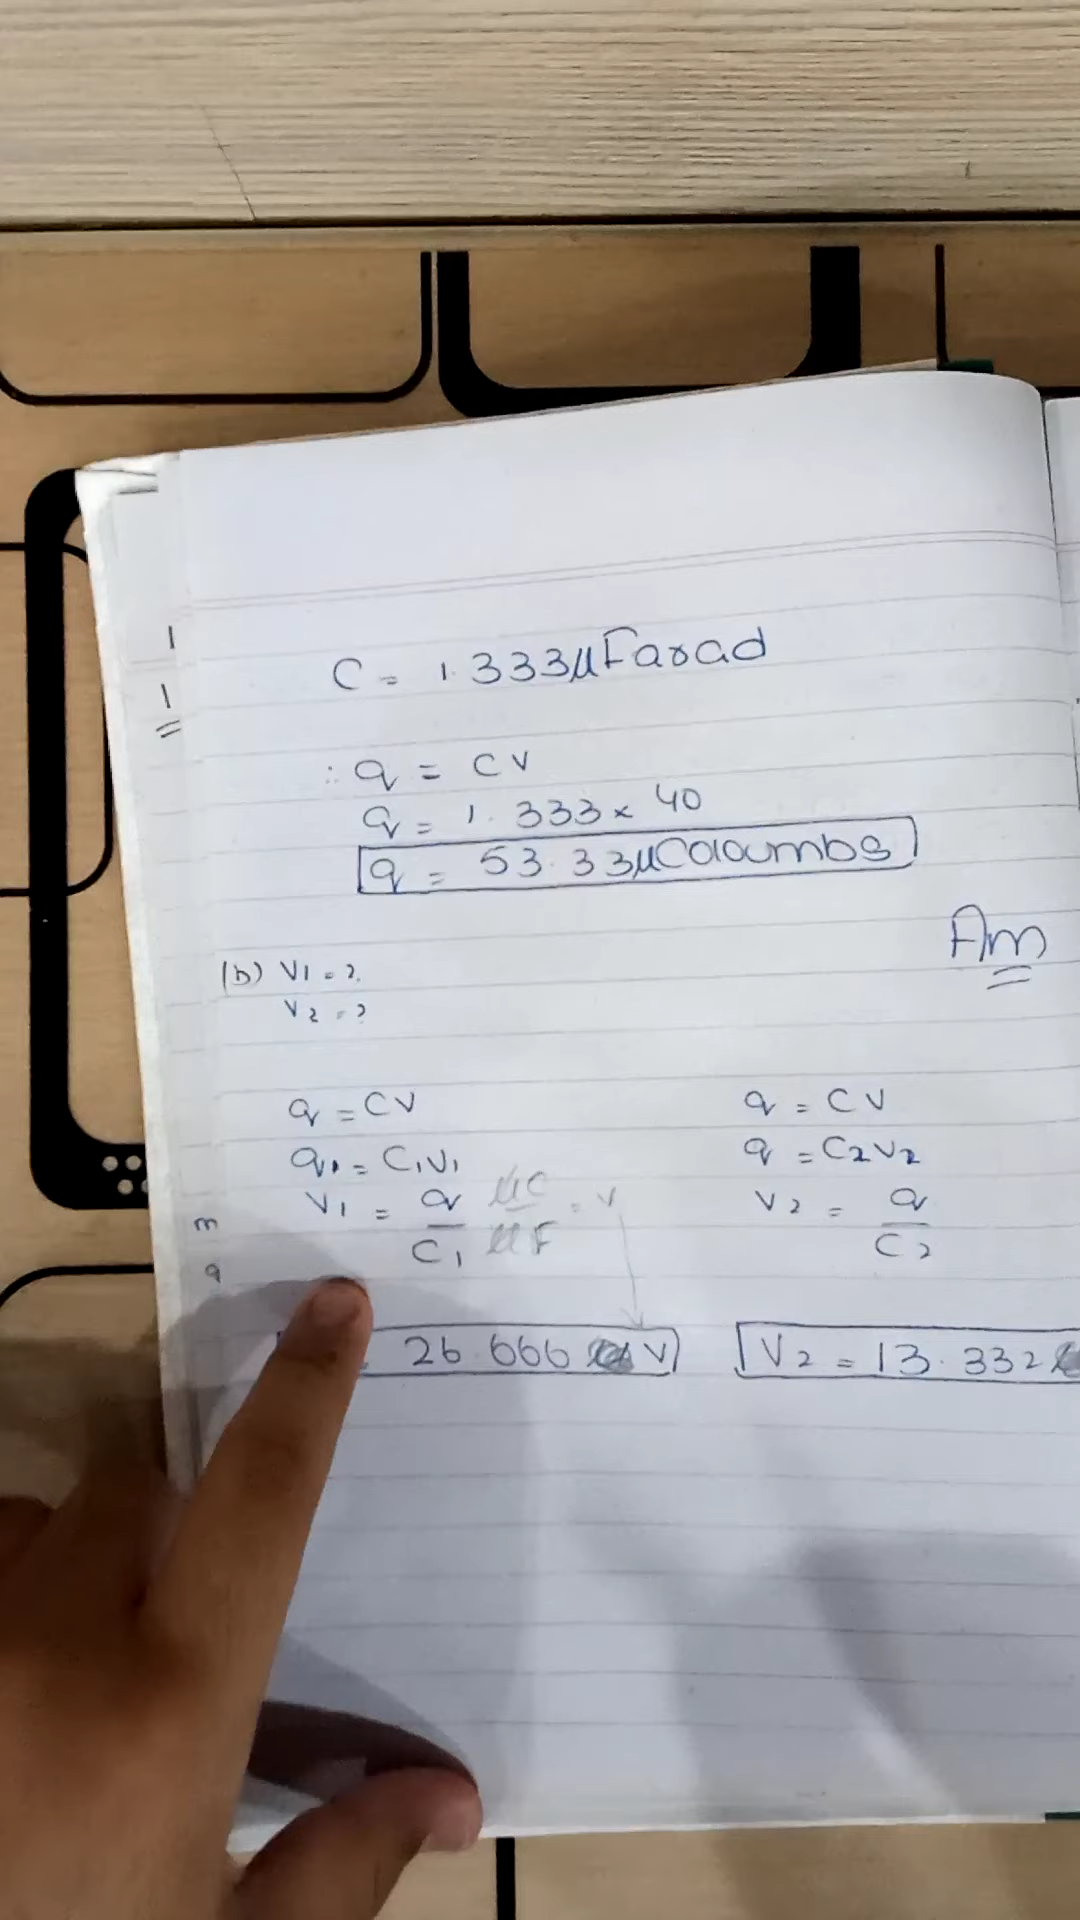 C = 1.333μFarad
∴ q = CV
q = 1.333 × 40
q = 53.33μColoumbs
Am
(b) V1 = ?
V2 = ?
q = CV
q1 = C1V1
V1 = q/C1 μC/μF = V
26.666 V
q = CV
q = C2V2
V2 = q/C2
V2 = 13.332